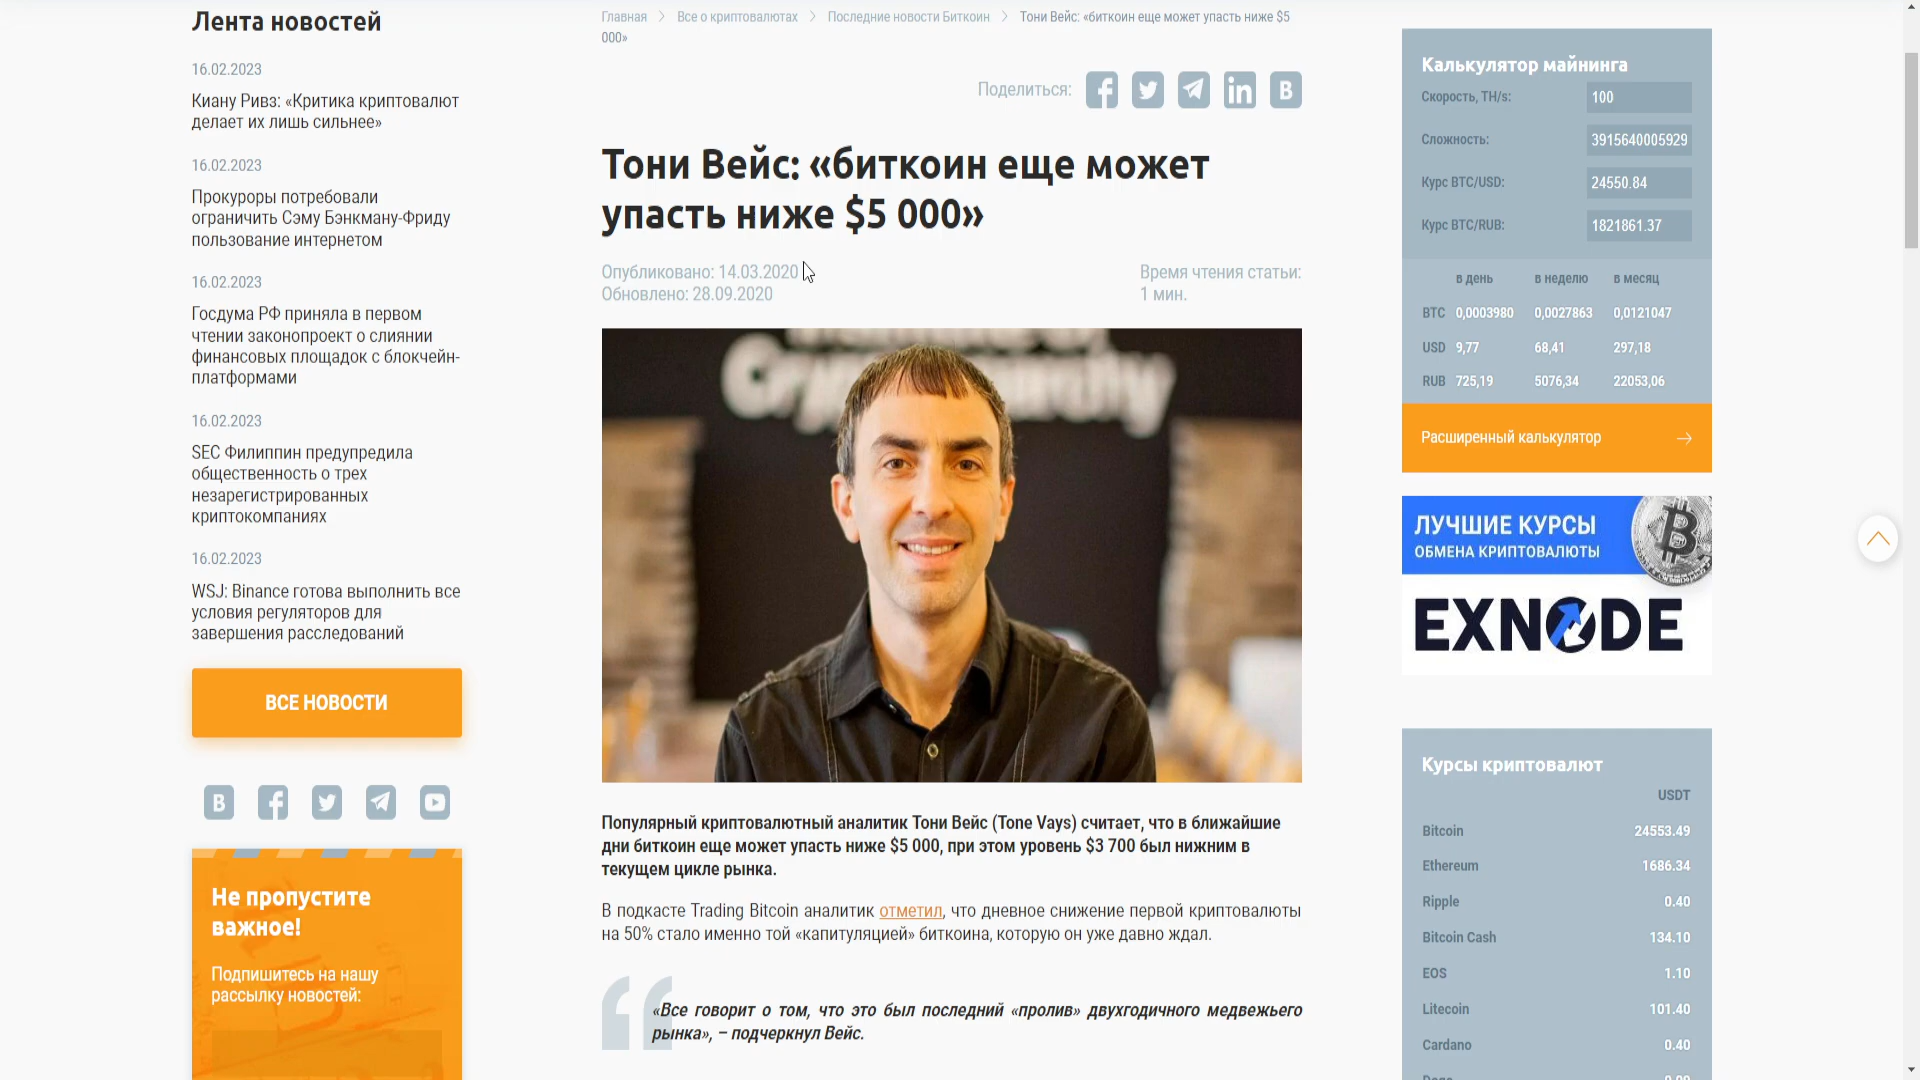 Лента новостей
16.02.2023
Киану Ривз: «Критика криптовалют
делает их лишь сильнее»
16.02.2023
Прокуроры потребовали
ограничить Сэму Бэнкману-Фриду
пользование интернетом
16.02.2023
Госдума РФ приняла в первом
чтении законопроект о слиянии
финансовых площадок с блокчейн-
платформами
16.02.2023
SEC Филиппин предупредила
общественность о трех
незарегистрированных
криптокомпаниях
16.02.2023
WSJ: Binance готова выполнить все
условия регуляторов для
завершения расследований
ВСЕ НОВОСТИ
Не пропустите
важное!
Подпишитесь на нашу
рассылку новостей:
Главная Все о криптовалютах Последние новости Биткоин Тони Вейс: «биткоин еще может упасть ниже $5
000»
Поделиться:
Тони Вейс: «биткоин еще может
упасть ниже $5 000»
Опубликовано: 14.03.2020
Обновлено: 28.09.2020
Время чтения статьи:
1 мин.
Популярный криптовалютный аналитик Тони Вейс (Tone Vays) считает, что в ближайшие
дни биткоин еще может упасть ниже $5 000, при этом уровень $3 700 был нижним в
текущем цикле рынка.
В подкасте Trading Bitcoin аналитик отметил, что дневное снижение первой криптовалюты
на 50% стало именно той «капитуляцией» биткоина, которую он уже давно ждал.
«Все говорит о том, что это был последний «пролив» двухгодичного медвежьего
рынка», – подчеркнул Вейс.
Калькулятор майнинга
Скорость, TH/s: 100
Сложность: 3915640005929
Курс BTC/USD: 24550.84
Курс BTC/RUB: 1821861.37
в день в неделю в месяц
BTC 0,0003980 0,0027863 0,0121047
USD 9,77 68,41 297,18
RUB 725,19 5076,34 22053,06
Расширенный калькулятор
ЛУЧШИЕ КУРСЫ
ОБМЕНА КРИПТОВАЛЮТЫ
EXNODE
Курсы криптовалют
USDT
Bitcoin 24553.49
Ethereum 1686.34
Ripple 0.40
Bitcoin Cash 134.10
EOS 1.10
Litecoin 101.40
Cardano 0.40